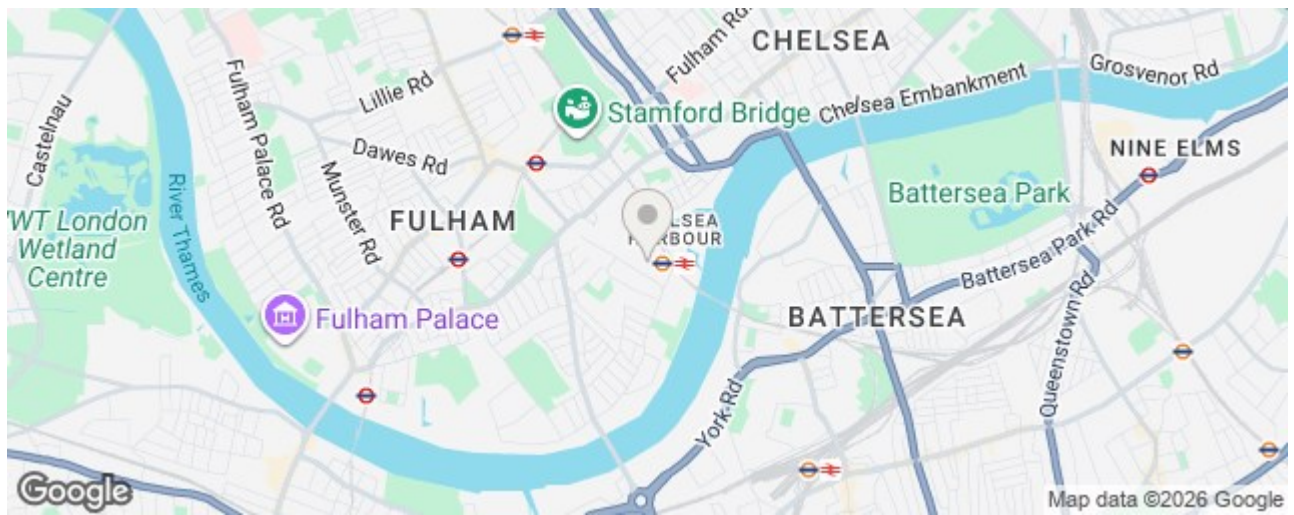 CHELSEA
Fulham Rd.
Grosvenor Rd
Chelsea Embankment
Lillie Rd
Fulham Palace Rd
Castelnau
Stamford Bridge
Dawes Rd
NINE ELMS
Munster Rd
River Thames
Battersea Park
FULHAM
WT London
Wetland
Centre
ELSEA
RBOUR
Battersea Park Rd
Queenstown Rd
Fulham Palace
BATTERSEA
York Rd
Google
Map data ©2026 Google